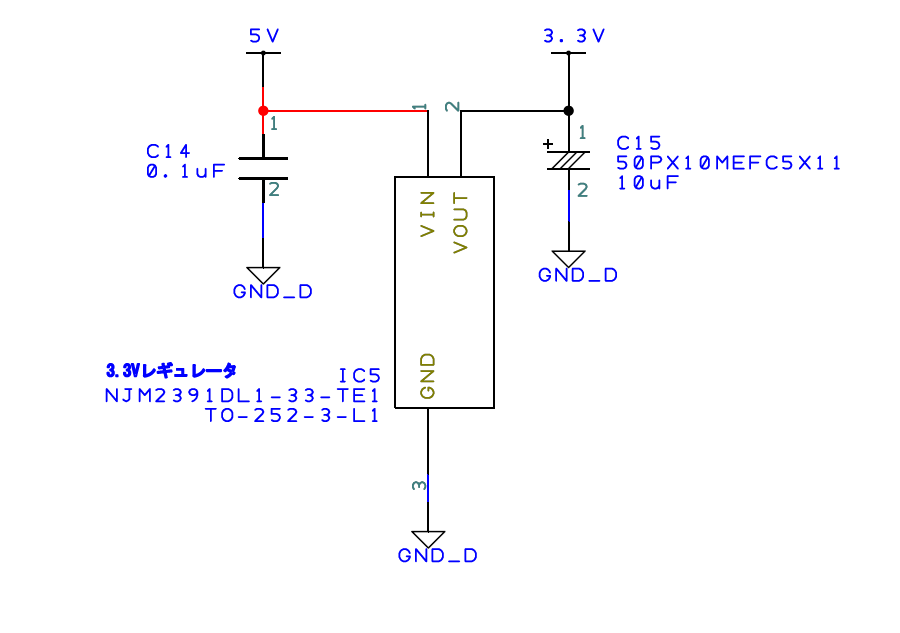 5V
3.3V
1
2
1
C14
0.1uF
1
C15
50PX10MEFC5X11
10uF
2
2
VIN
VOUT
GND_D
GND_D
GND
3.3Vレギュレータ
IC5
NJM2391DL1-33-TE1
TO-252-3-L1
3
GND_D